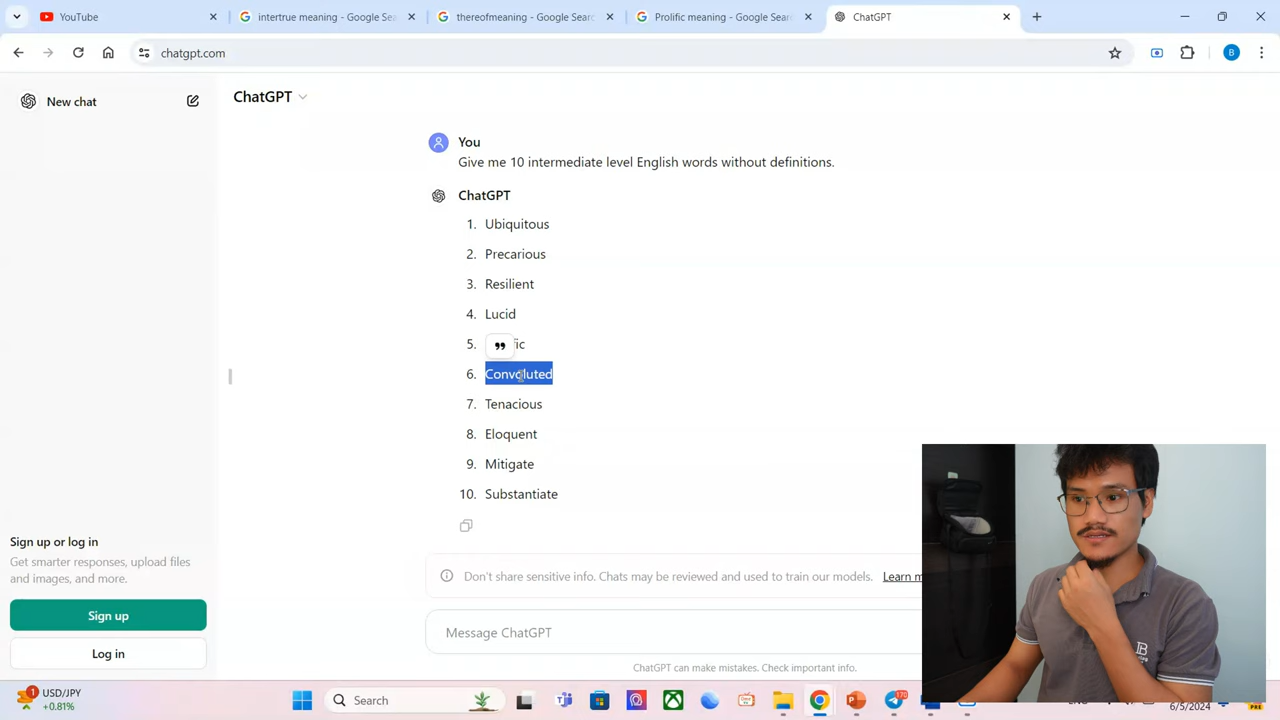 YouTube
intertrue meaning - Google Sea
thereofmeaning - Google Searc
Prolific meaning - Google Search
ChatGPT
chatgpt.com
B
New chat
ChatGPT
You
Give me 10 intermediate level English words without definitions.
ChatGPT
1. Ubiquitous
2. Precarious
3. Resilient
4. Lucid
5. fic
6. Convoluted
7. Tenacious
8. Eloquent
9. Mitigate
10. Substantiate
Sign up or log in
Get smarter responses, upload files
and images, and more.
Sign up
Log in
Don't share sensitive info. Chats may be reviewed and used to train our models. Learn m
Message ChatGPT
ChatGPT can make mistakes. Check important info.
1
USD/JPY
+0.81%
Search
170
6/5/2024
PRE